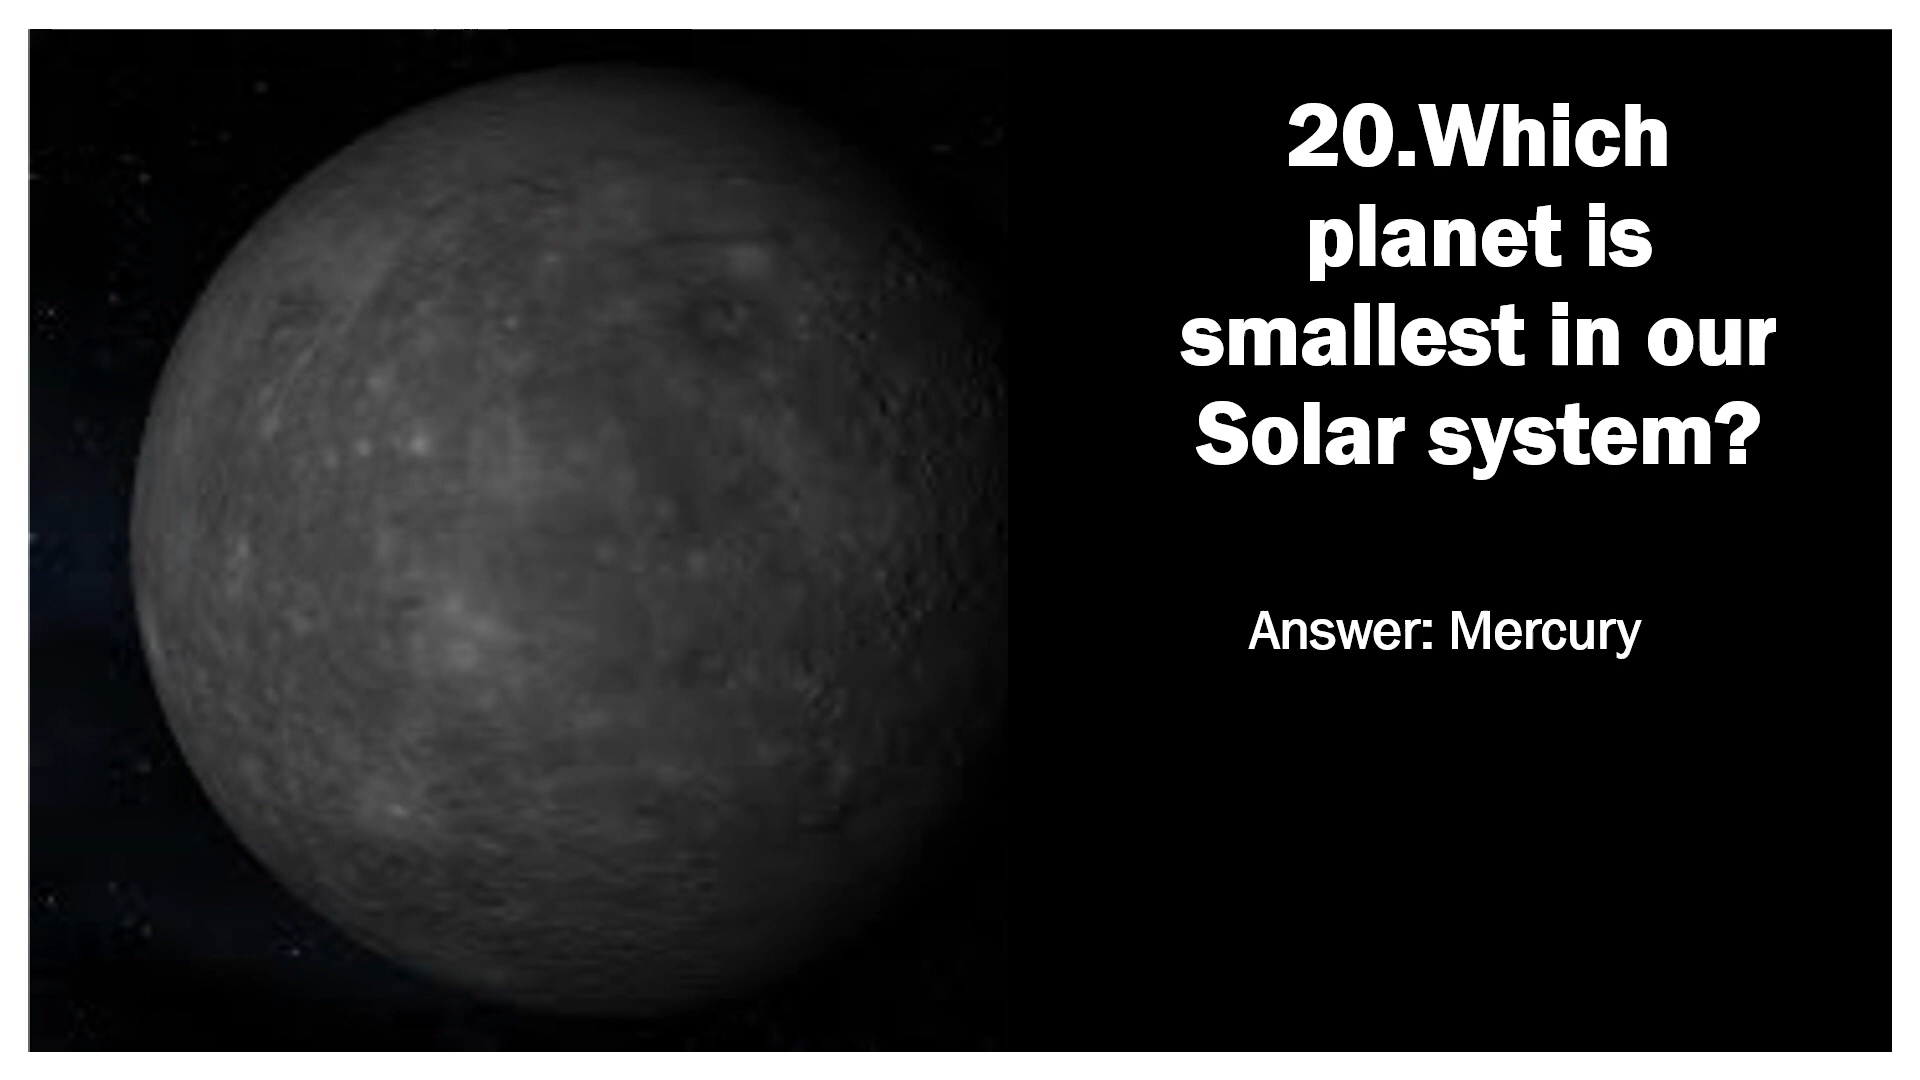 20.Which
planet is
smallest in our
Solar system?
Answer: Mercury